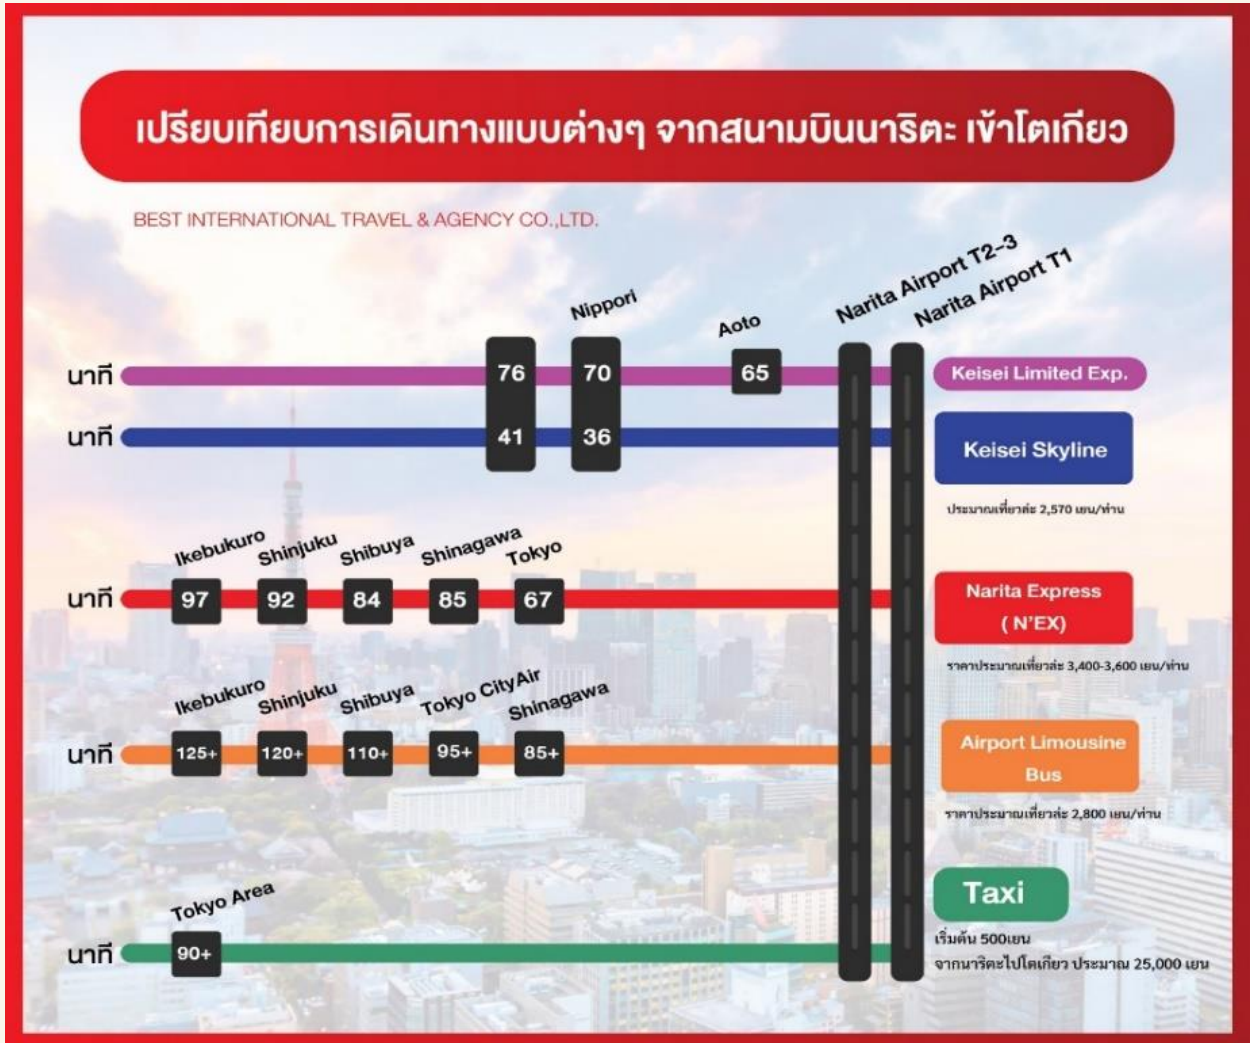 เปรียบเทียบการเดินทางแบบต่างๆ จากสนามบินนาริตะ เข้าโตเกียว
BEST INTERNATIONAL TRAVEL & AGENCY CO.,LTD.
Nippori
Aoto
Narita Airport T2-3
Narita Airport T1
นาที
76
70
65
Keisei Limited Exp.
นาที
41
36
Keisei Skyline
ประมาณเที่ยวล่ะ 2,570 เยน/ท่าน
Ikebukuro
Shinjuku
Shibuya
Shinagawa
Tokyo
นาที
97
92
84
85
67
Narita Express
( N'EX)
ราคาประมาณเที่ยวล่ะ 3,400-3,600 เยน/ท่าน
Ikebukuro
Shinjuku
Shibuya
Tokyo CityAir
Shinagawa
นาที
125+
120+
110+
95+
85+
Airport Limousine
Bus
ราคาประมาณเที่ยวล่ะ 2,800 เยน/ท่าน
Tokyo Area
นาที
90+
Taxi
เริ่มต้น 500เยน
จากนาริตะไปโตเกียว ประมาณ 25,000 เยน